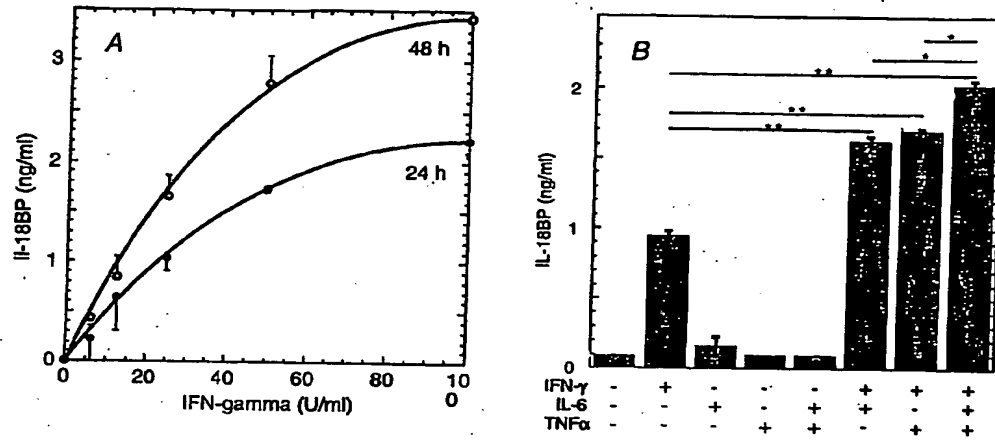 A
48 h
24 h
Il-18BP (ng/ml)
3
2
1
0
0 20 40 60 80 10
0
IFN-gamma (U/ml)
B
*
*
**
**
**
IL-18BP (ng/ml)
2
1
0
IFN-γ - + - - - + + +
IL-6 - - + - + + - +
TNFα - - - + + - + +